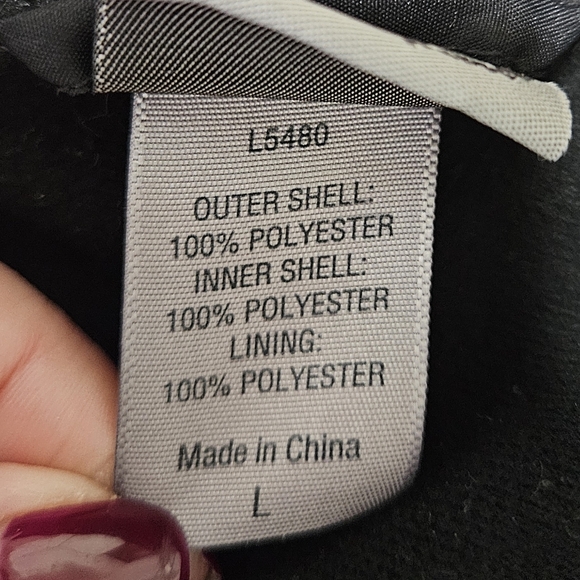 L5480
OUTER SHELL:
100% POLYESTER
INNER SHELL:
100% POLYESTER
LINING:
100% POLYESTER
Made in China
L